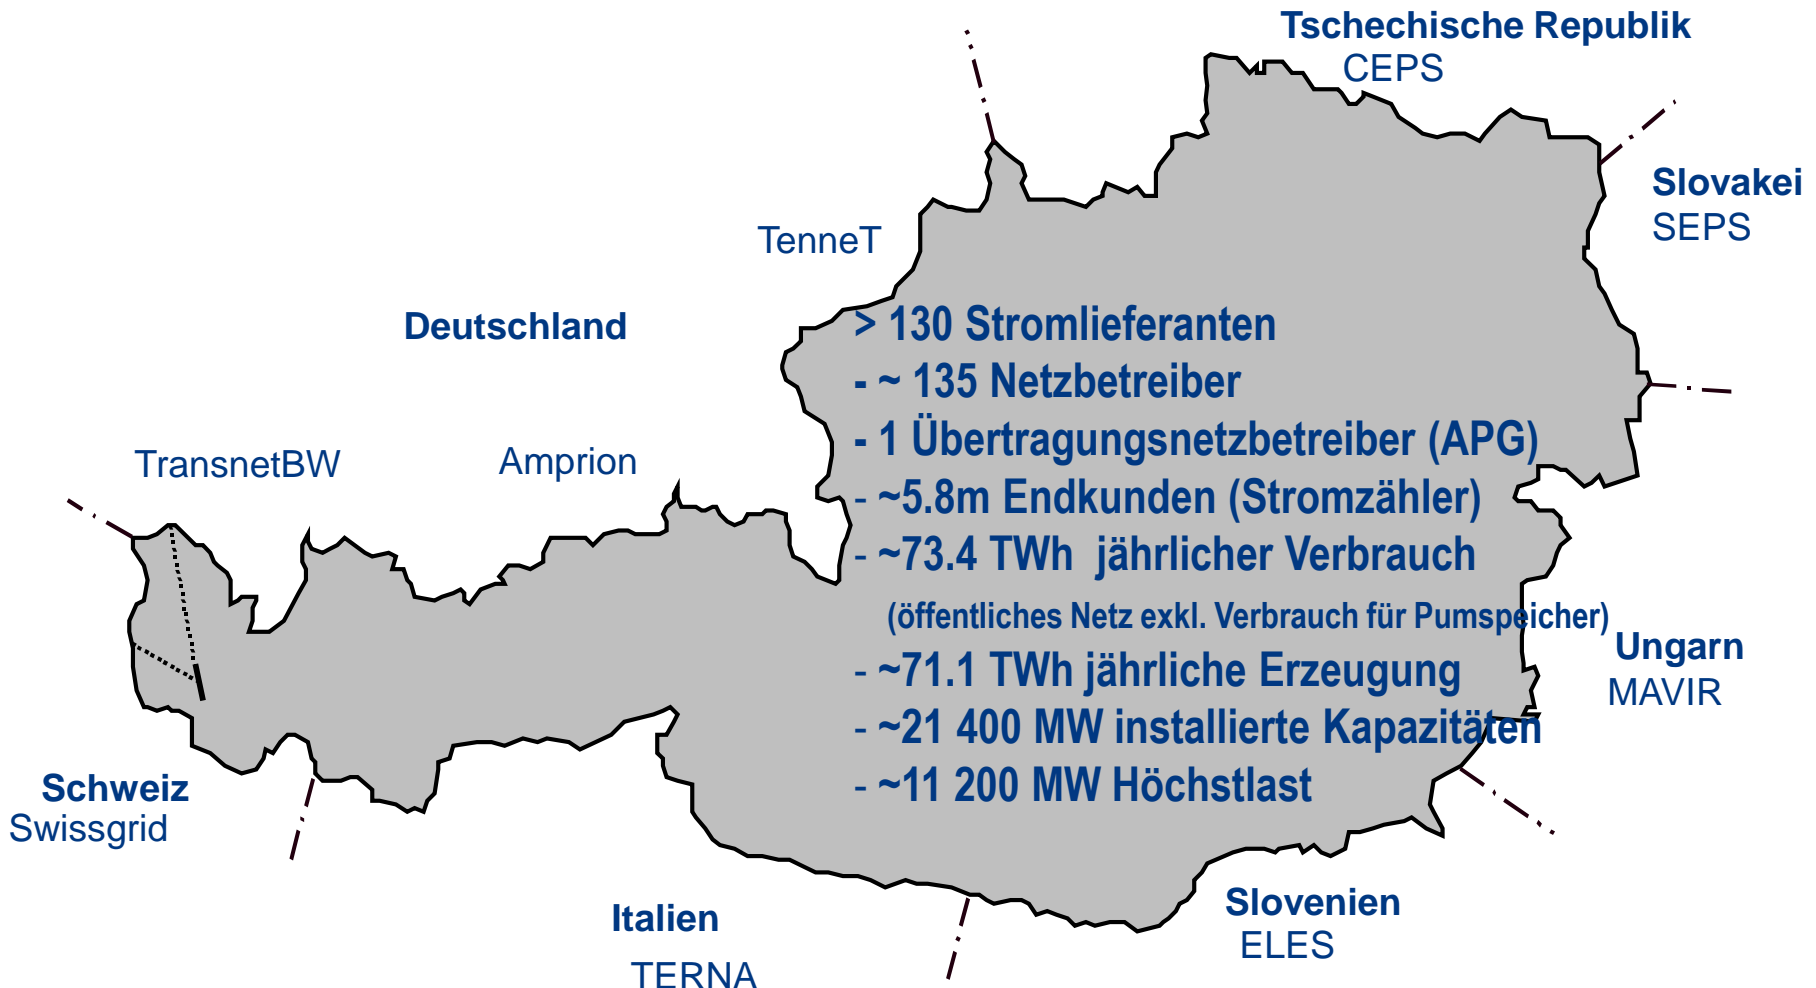 Tschechische Republik
CEPS
Slovakei
SEPS
TenneT
Deutschland
> 130 Stromlieferanten
- ~ 135 Netzbetreiber
- 1 Übertragungsnetzbetreiber (APG)
TransnetBW
Amprion
- ~5.8m Endkunden (Stromzähler)
- ~73.4 TWh jährlicher Verbrauch
(öffentliches Netz exkl. Verbrauch für Pumspeicher)
- ~71.1 TWh jährliche Erzeugung
- ~21 400 MW installierte Kapazitäten
- ~11 200 MW Höchstlast
Ungarn
MAVIR
Schweiz
Swissgrid
Italien
TERNA
Slovenien
ELES